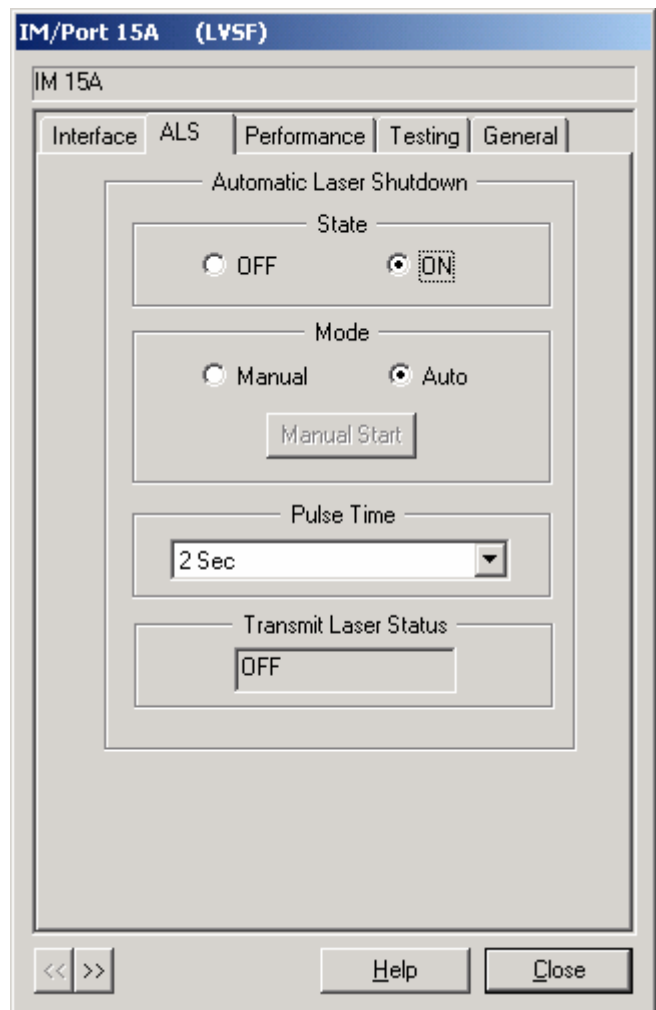 IM/Port 15A (LVSF)
IM 15A
Interface ALS Performance Testing General
Automatic Laser Shutdown
State
OFF ON
Mode
Manual Auto
Manual Start
Pulse Time
2 Sec
Transmit Laser Status
OFF
<< >> Help Close